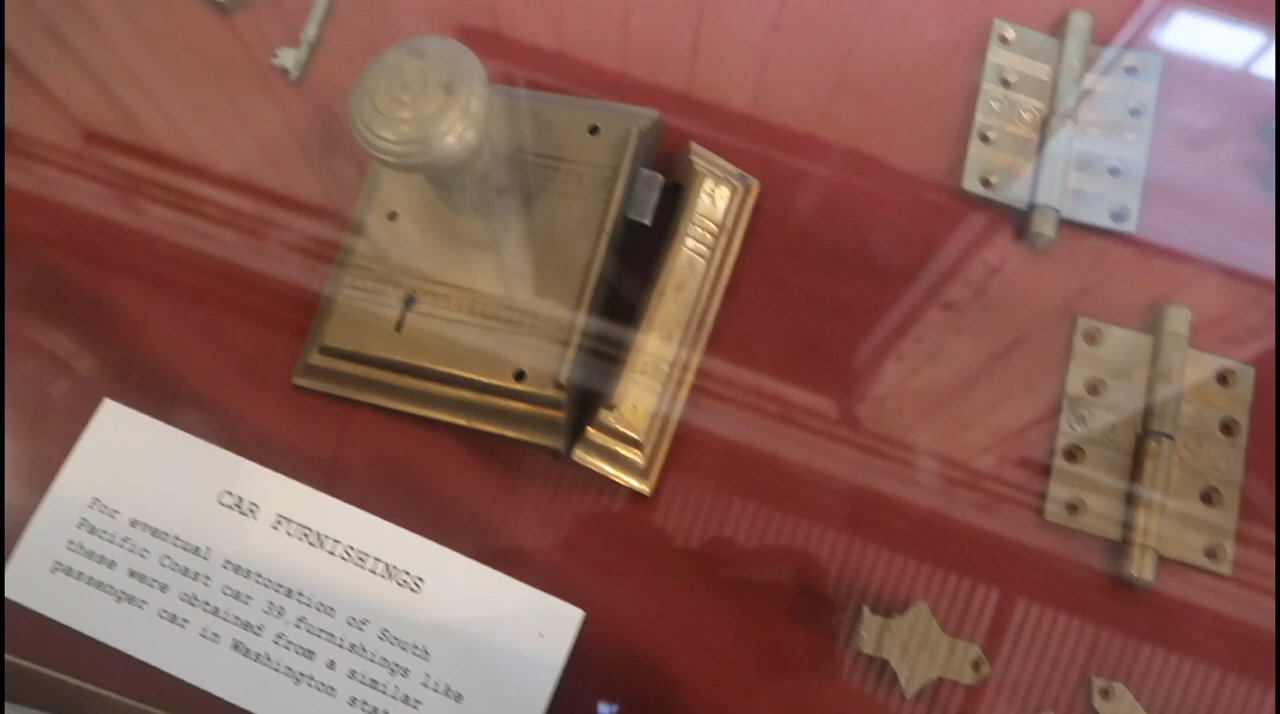 CAR FURNISHINGS
For eventual restoration of South
Pacific Coast car 39, furnishings like
these were obtained from a similar
passenger car in Washington stat